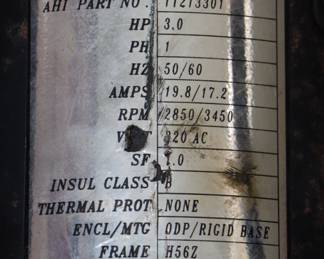 AHI PART NO. 11273301
HP 3.0
PH 1
HZ 50/60
AMPS 19.8/17.2
RPM 2850/3450
220 AC
SF 1.0
INSUL CLASS B
THERMAL PROT. NONE
ENCL/MTG ODP/RIGID BASE
FRAME H56Z